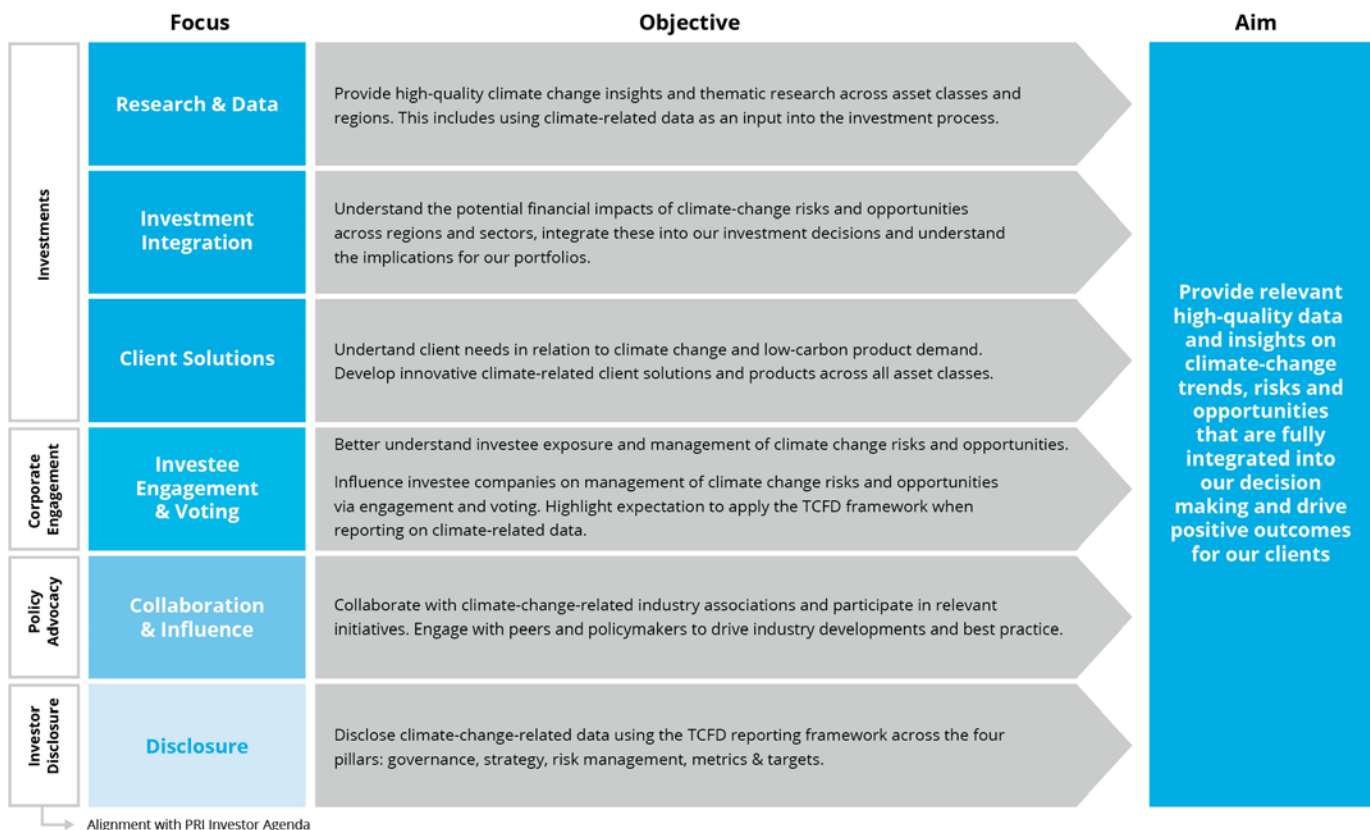 Focus
Objective
Aim
Investments
Research & Data
Provide high-quality climate change insights and thematic research across asset classes and
regions. This includes using climate-related data as an input into the investment process.
Investment
Integration
Understand the potential financial impacts of climate-change risks and opportunities
across regions and sectors, integrate these into our investment decisions and understand
the implications for our portfolios.
Client Solutions
Undertand client needs in relation to climate change and low-carbon product demand.
Develop innovative climate-related client solutions and products across all asset classes.
Corporate
Engagement
Investee
Engagement
& Voting
Better understand investee exposure and management of climate change risks and opportunities.
Influence investee companies on management of climate change risks and opportunities
via engagement and voting. Highlight expectation to apply the TCFD framework when
reporting on climate-related data.
Policy
Advocacy
Collaboration
& Influence
Collaborate with climate-change-related industry associations and participate in relevant
initiatives. Engage with peers and policymakers to drive industry developments and best practice.
Investor
Disclosure
Disclosure
Disclose climate-change-related data using the TCFD reporting framework across the four
pillars: governance, strategy, risk management, metrics & targets.
Provide relevant
high-quality data
and insights on
climate-change
trends, risks and
opportunities
that are fully
integrated into
our decision
making and drive
positive outcomes
for our clients
Alignment with PRI Investor Agenda